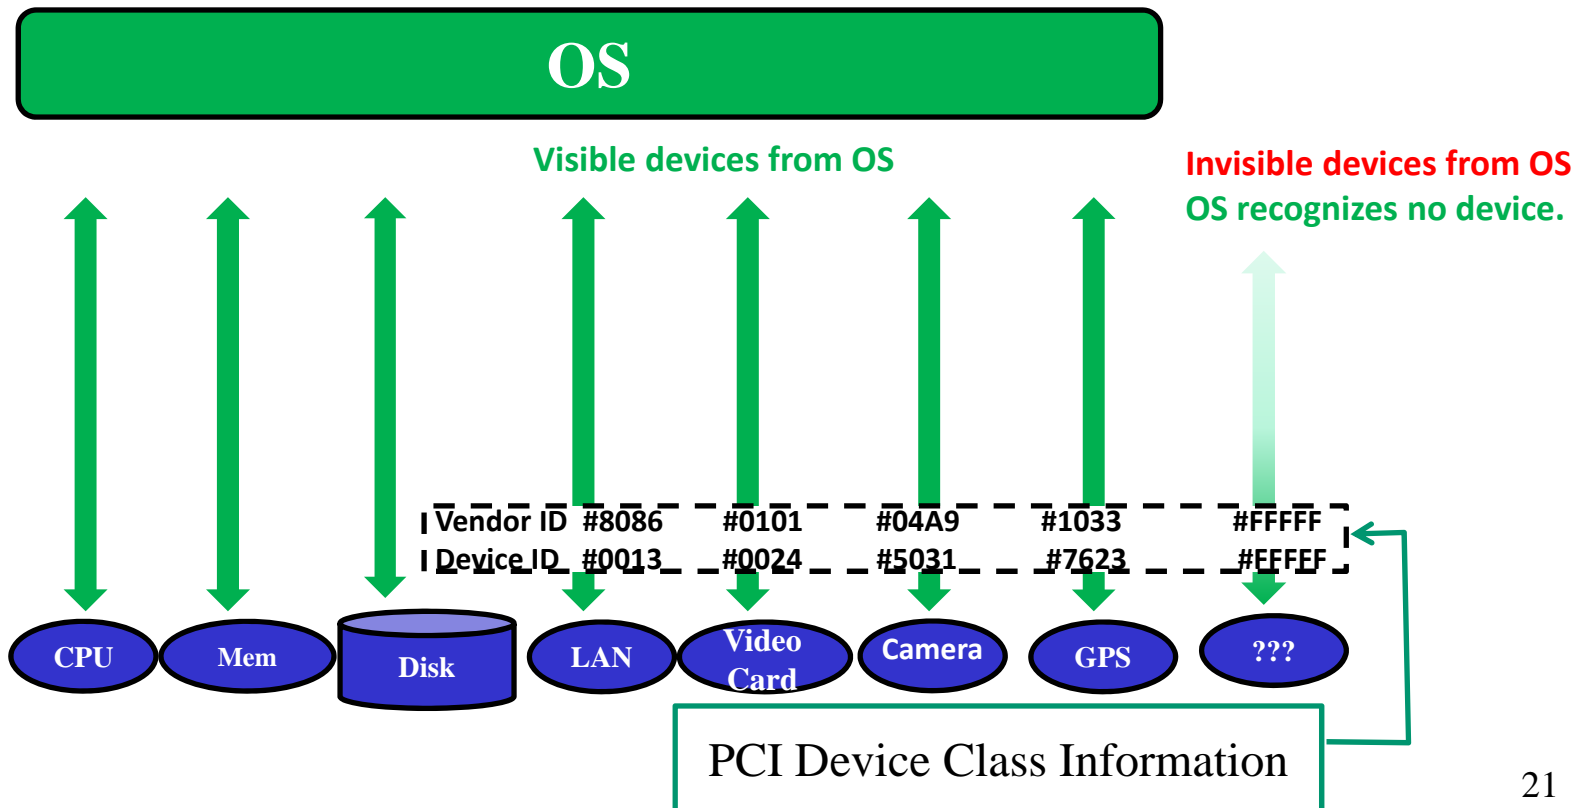 OS
Visible devices from OS
Invisible devices from OS
OS recognizes no device.
Vendor ID #8086 #0101 #04A9 #1033 #FFFFF
Device ID #0013 #0024 #5031 #7623 #FFFFF
CPU
Mem
Disk
LAN
Video
Card
Camera
GPS
???
PCI Device Class Information
21